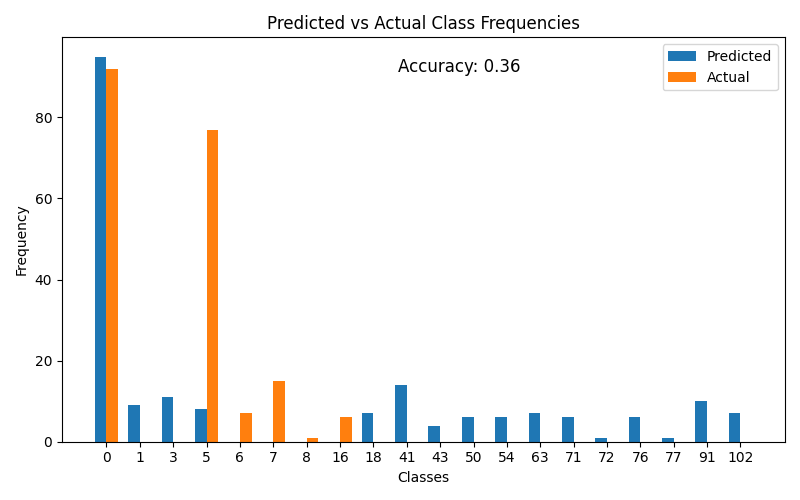 Predicted vs Actual Class Frequencies
Accuracy: 0.36
Predicted
Actual
Frequency
80
60
40
20
0
0 1 3 5 6 7 8 16 18 41 43 50 54 63 71 72 76 77 91 102
Classes